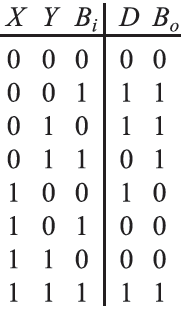 X Y Bi D Bo
0 0 0 0 0
0 0 1 1 1
0 1 0 1 1
0 1 1 0 1
1 0 0 1 0
1 0 1 0 0
1 1 0 0 0
1 1 1 1 1